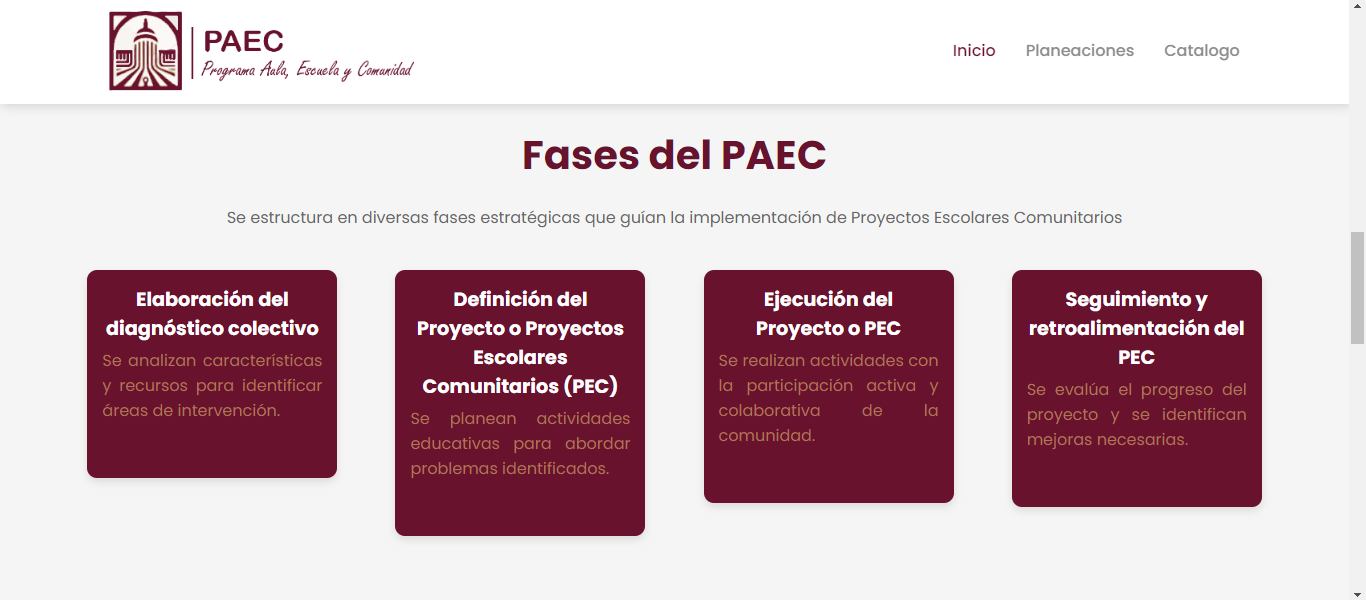 PAEC
Programa Aula, Escuela y Comunidad
Inicio
Planeaciones
Catalogo
Fases del PAEC
Se estructura en diversas fases estratégicas que guían la implementación de Proyectos Escolares Comunitarios
Elaboración del
diagnóstico colectivo
Se analizan características
y recursos para identificar
áreas de intervención.
Definición del
Proyecto o Proyectos
Escolares
Comunitarios (PEC)
Se planean actividades
educativas para abordar
problemas identificados.
Ejecución del
Proyecto o PEC
Se realizan actividades con
la participación activa y
colaborativa de la
comunidad.
Seguimiento y
retroalimentación del
PEC
Se evalúa el progreso del
proyecto y se identifican
mejoras necesarias.